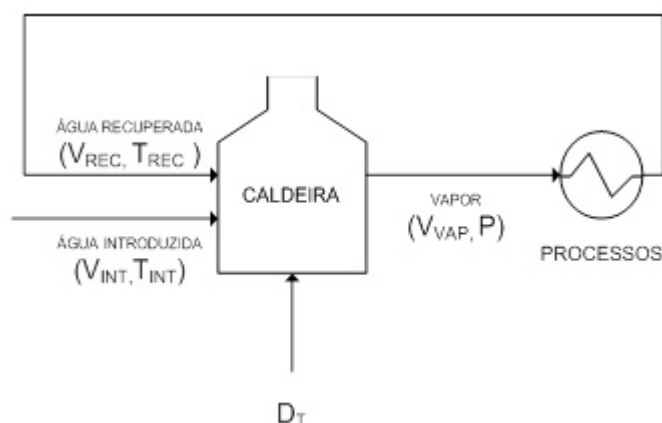 ÁGUA RECUPERADA
(V_REC, T_REC )
CALDEIRA
VAPOR
(V_VAP, P)
PROCESSOS
ÁGUA INTRODUZIDA
(V_INT,T_INT)
D_T